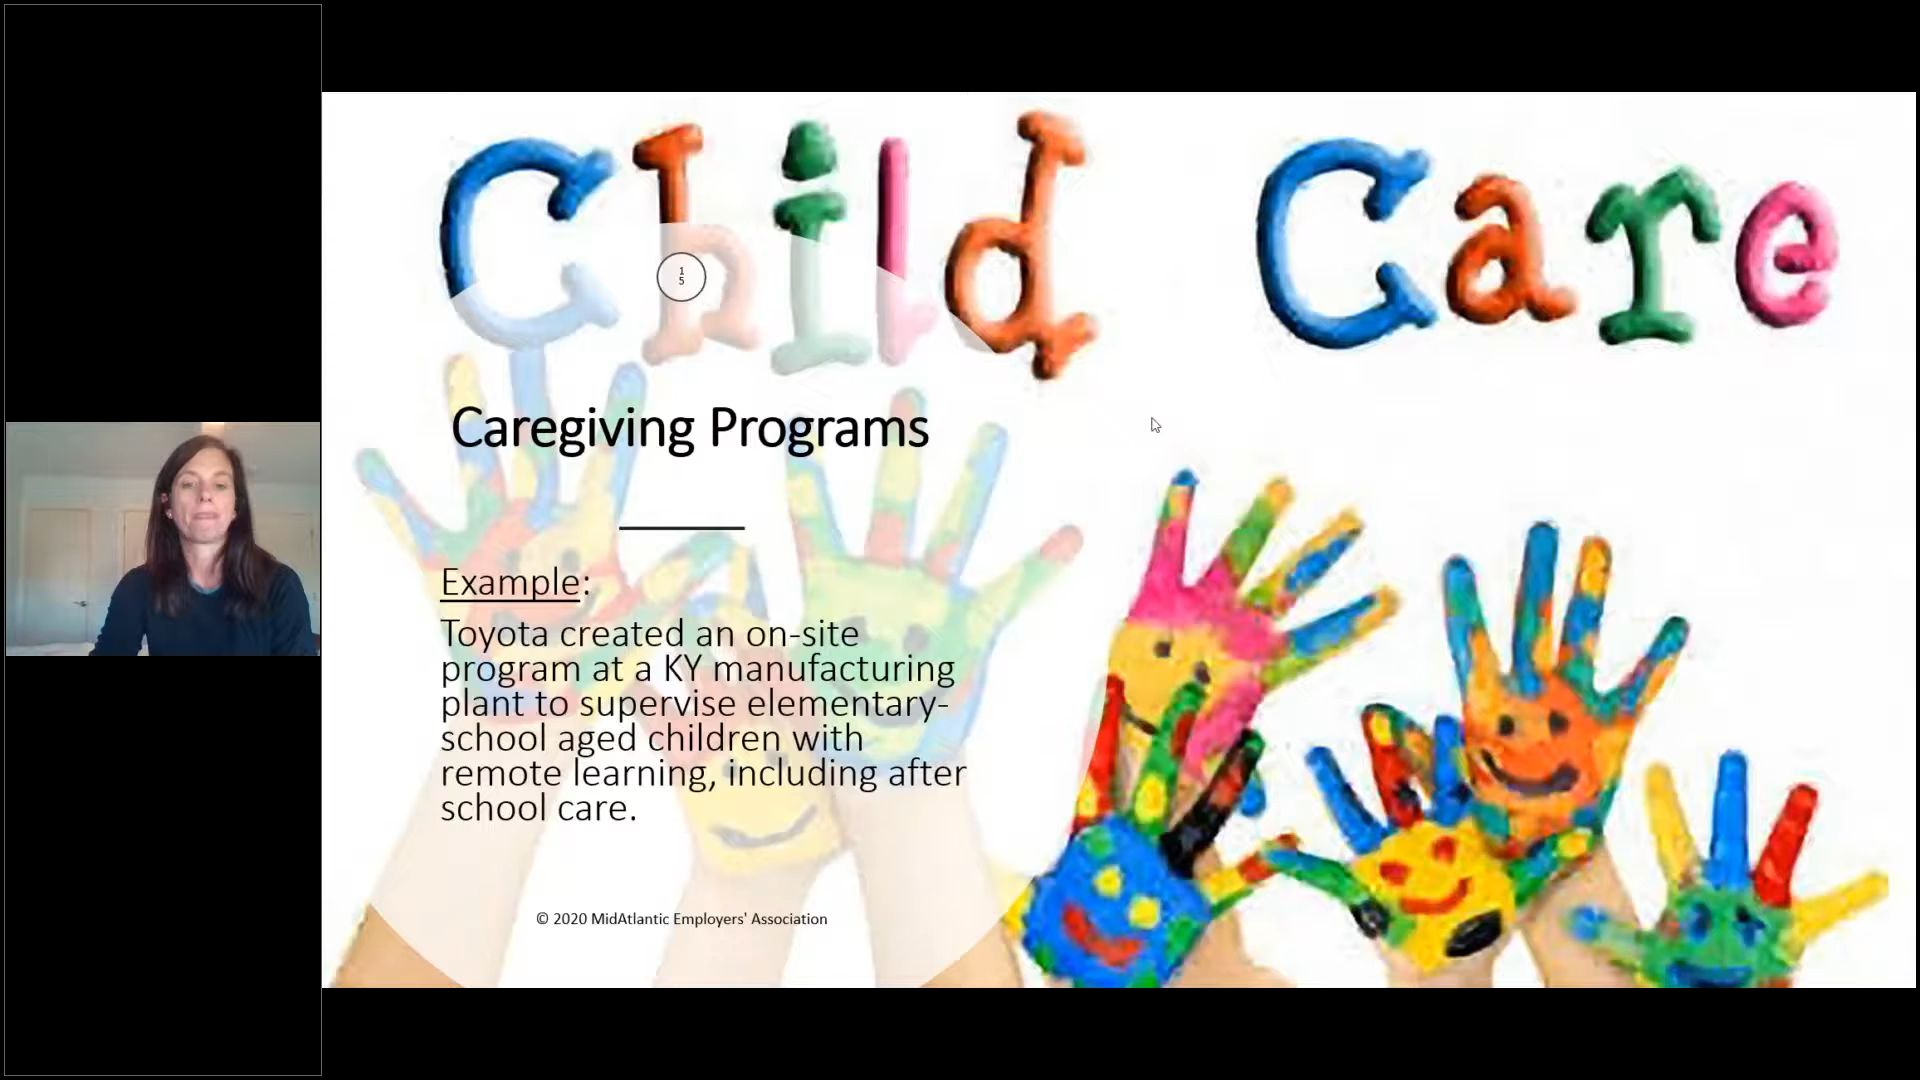 Child Care
15
Caregiving Programs
Example:
Toyota created an on-site
program at a KY manufacturing
plant to supervise elementary-
school aged children with
remote learning, including after
school care.
© 2020 MidAtlantic Employers' Association